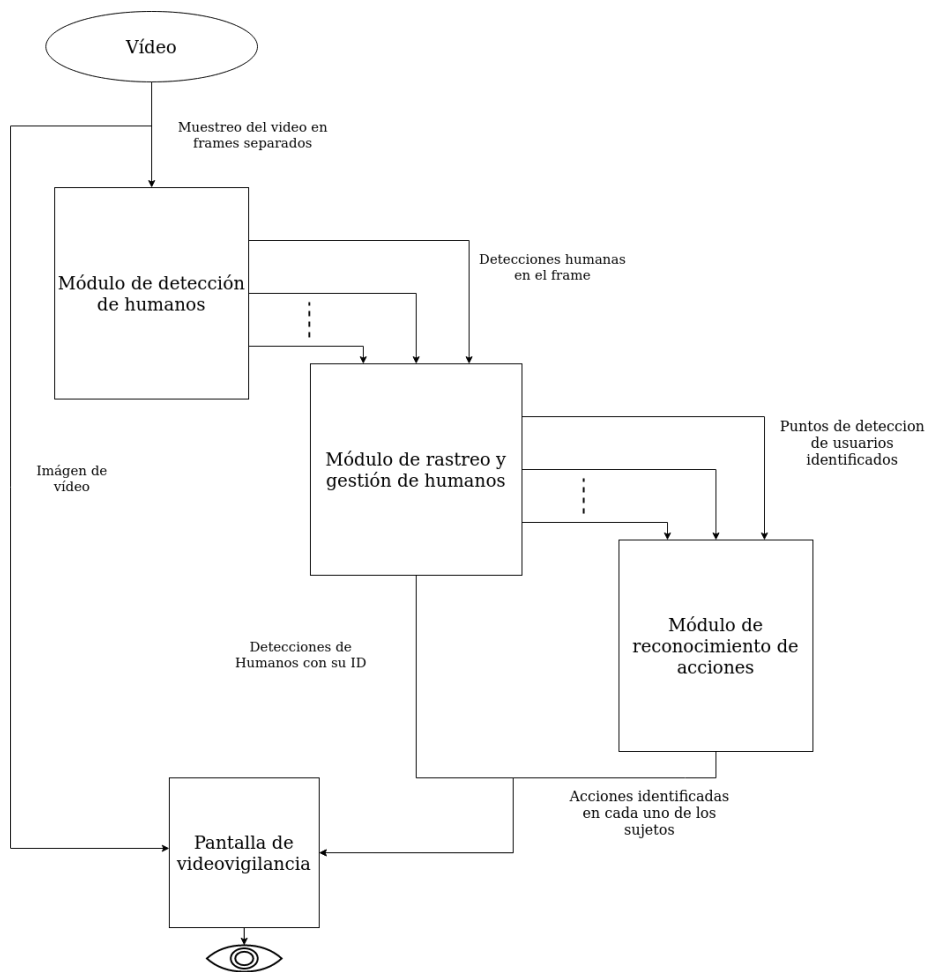 Vídeo
Muestreo del video en
frames separados
Módulo de detección
de humanos
Detecciones humanas
en el frame
Módulo de rastreo y
gestión de humanos
Puntos de deteccion
de usuarios
identificados
Imágen de
vídeo
Módulo de
reconocimiento de
acciones
Detecciones de
Humanos con su ID
Acciones identificadas
en cada uno de los
sujetos
Pantalla de
videovigilancia